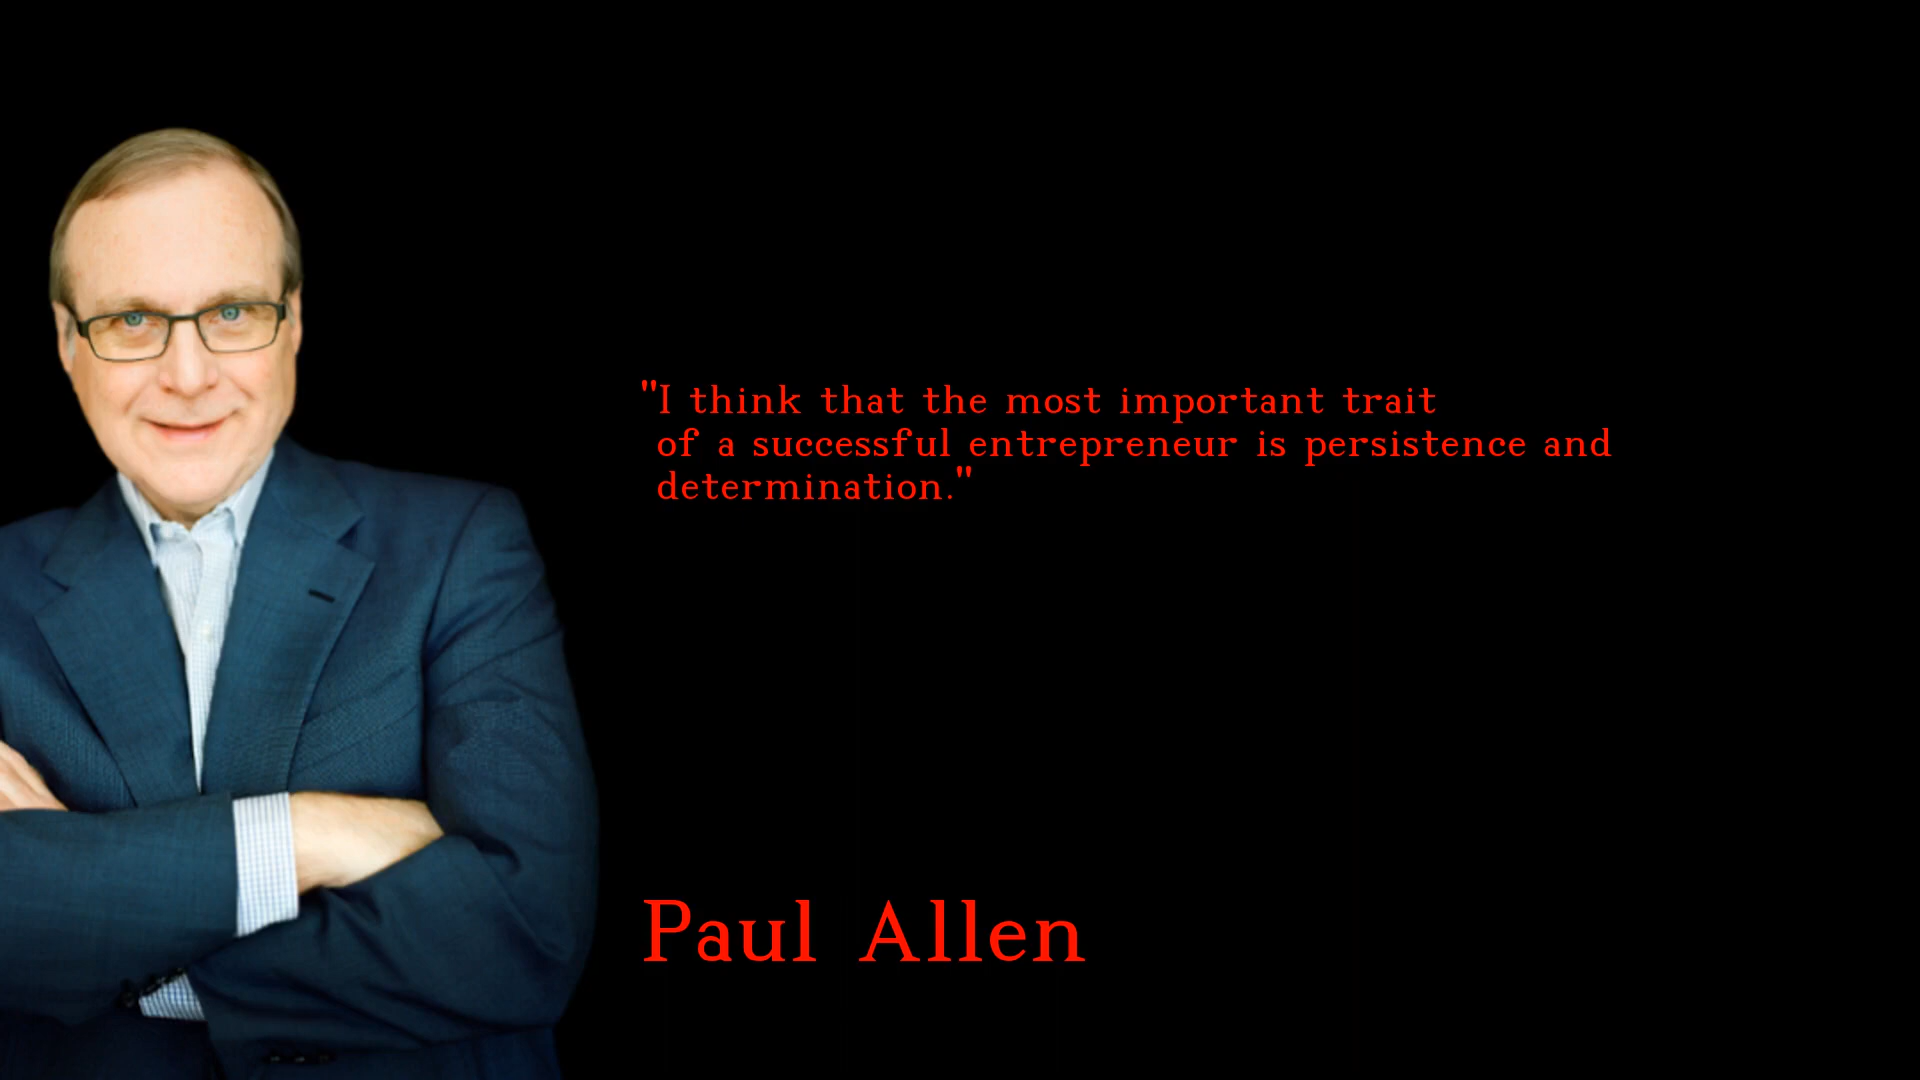 "I think that the most important trait
of a successful entrepreneur is persistence and
determination."
Paul Allen